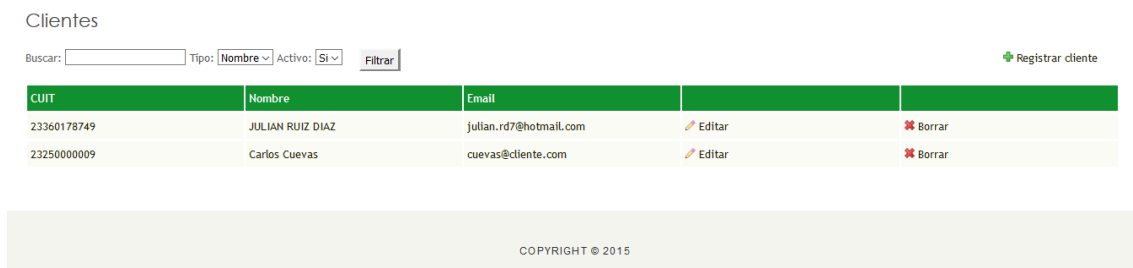 Clientes
Buscar: Tipo: Nombre Activo: Si Filtrar Registrar cliente
CUIT Nombre Email
23360178749 JULIAN RUIZ DIAZ julian.rd7@hotmail.com Editar Borrar
23250000009 Carlos Cuevas cuevas@cliente.com Editar Borrar
COPYRIGHT © 2015